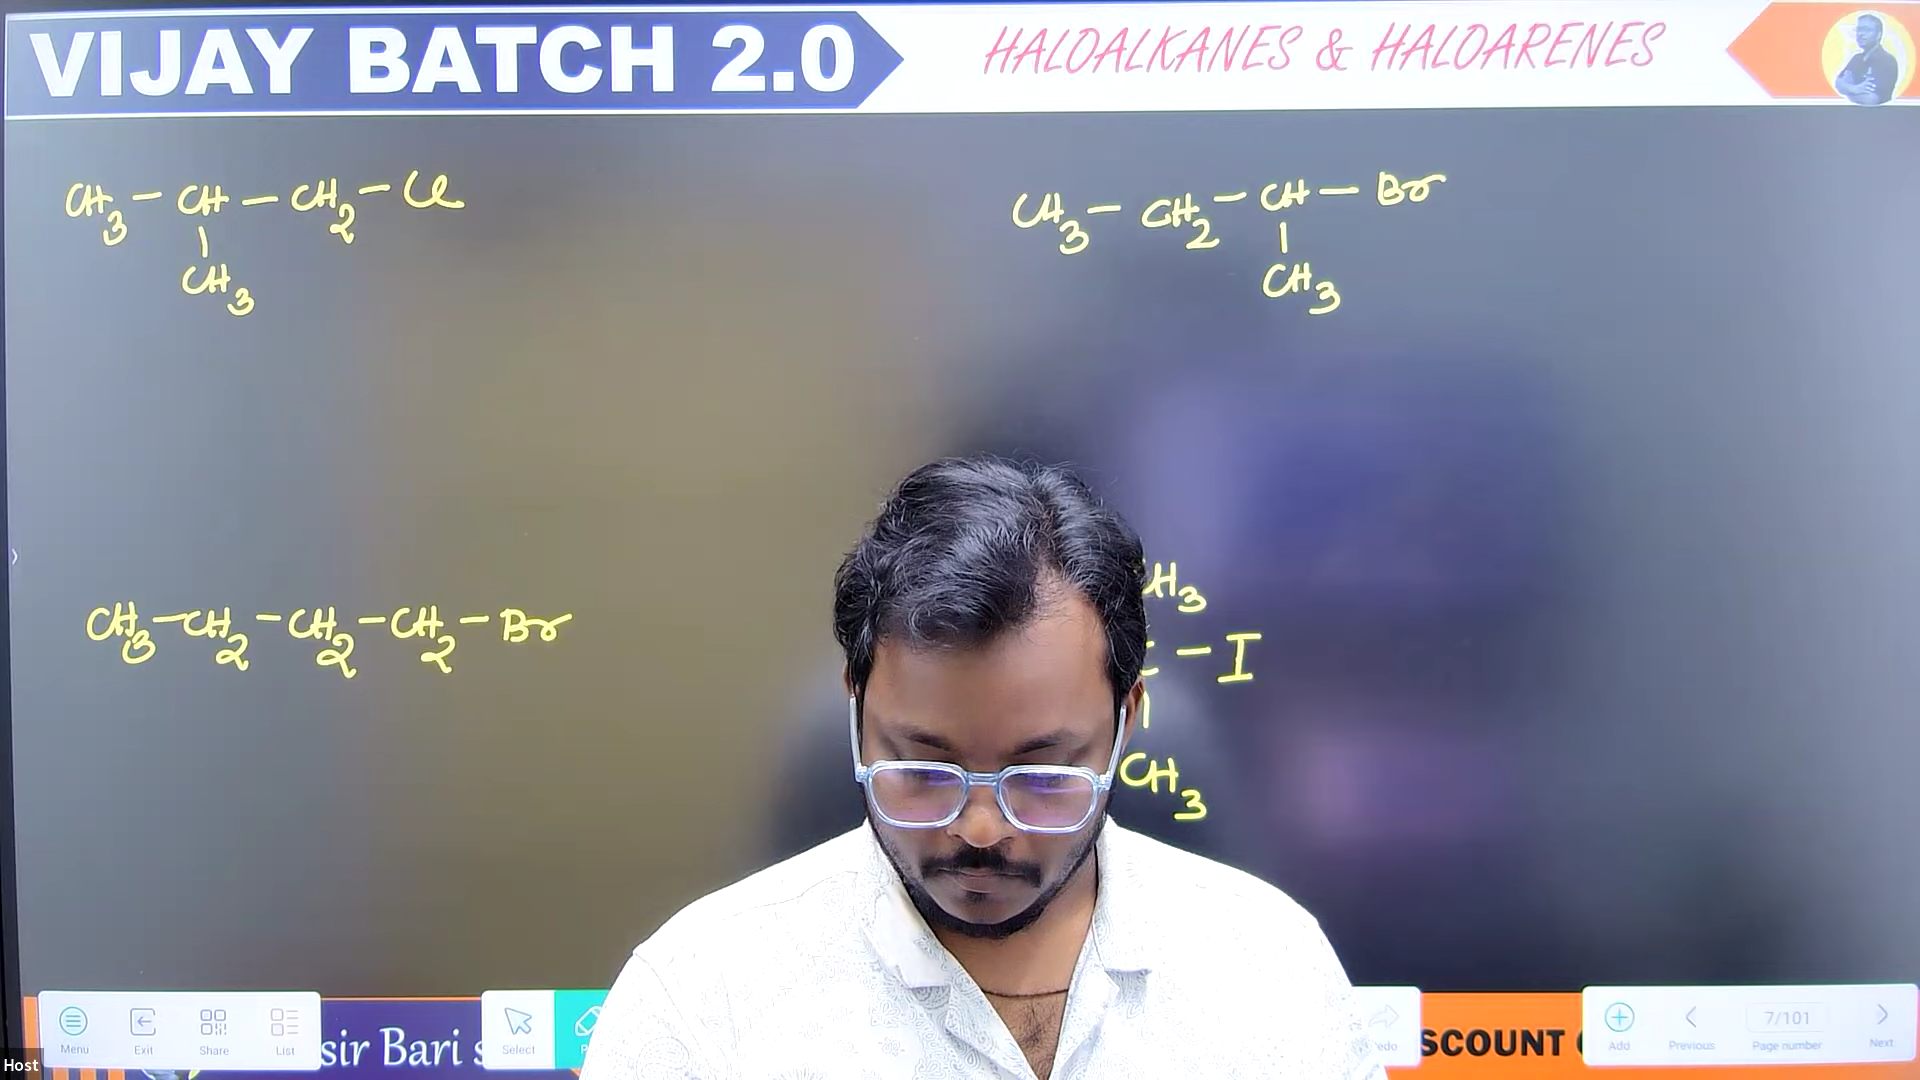 VIJAY BATCH 2.0
HALOALKANES & HALOARENES
CH3 - CH - CH2 - Cl
|
CH3
CH3 - CH2 - CH - Br
|
CH3
CH3 - CH2 - CH2 - CH2 - Br
CH3
- I
|
CH3
Menu
Exit
Share
List
sir Bari
Select
SCOUNT
Add
Previous
7/101
Page number
Next
Host